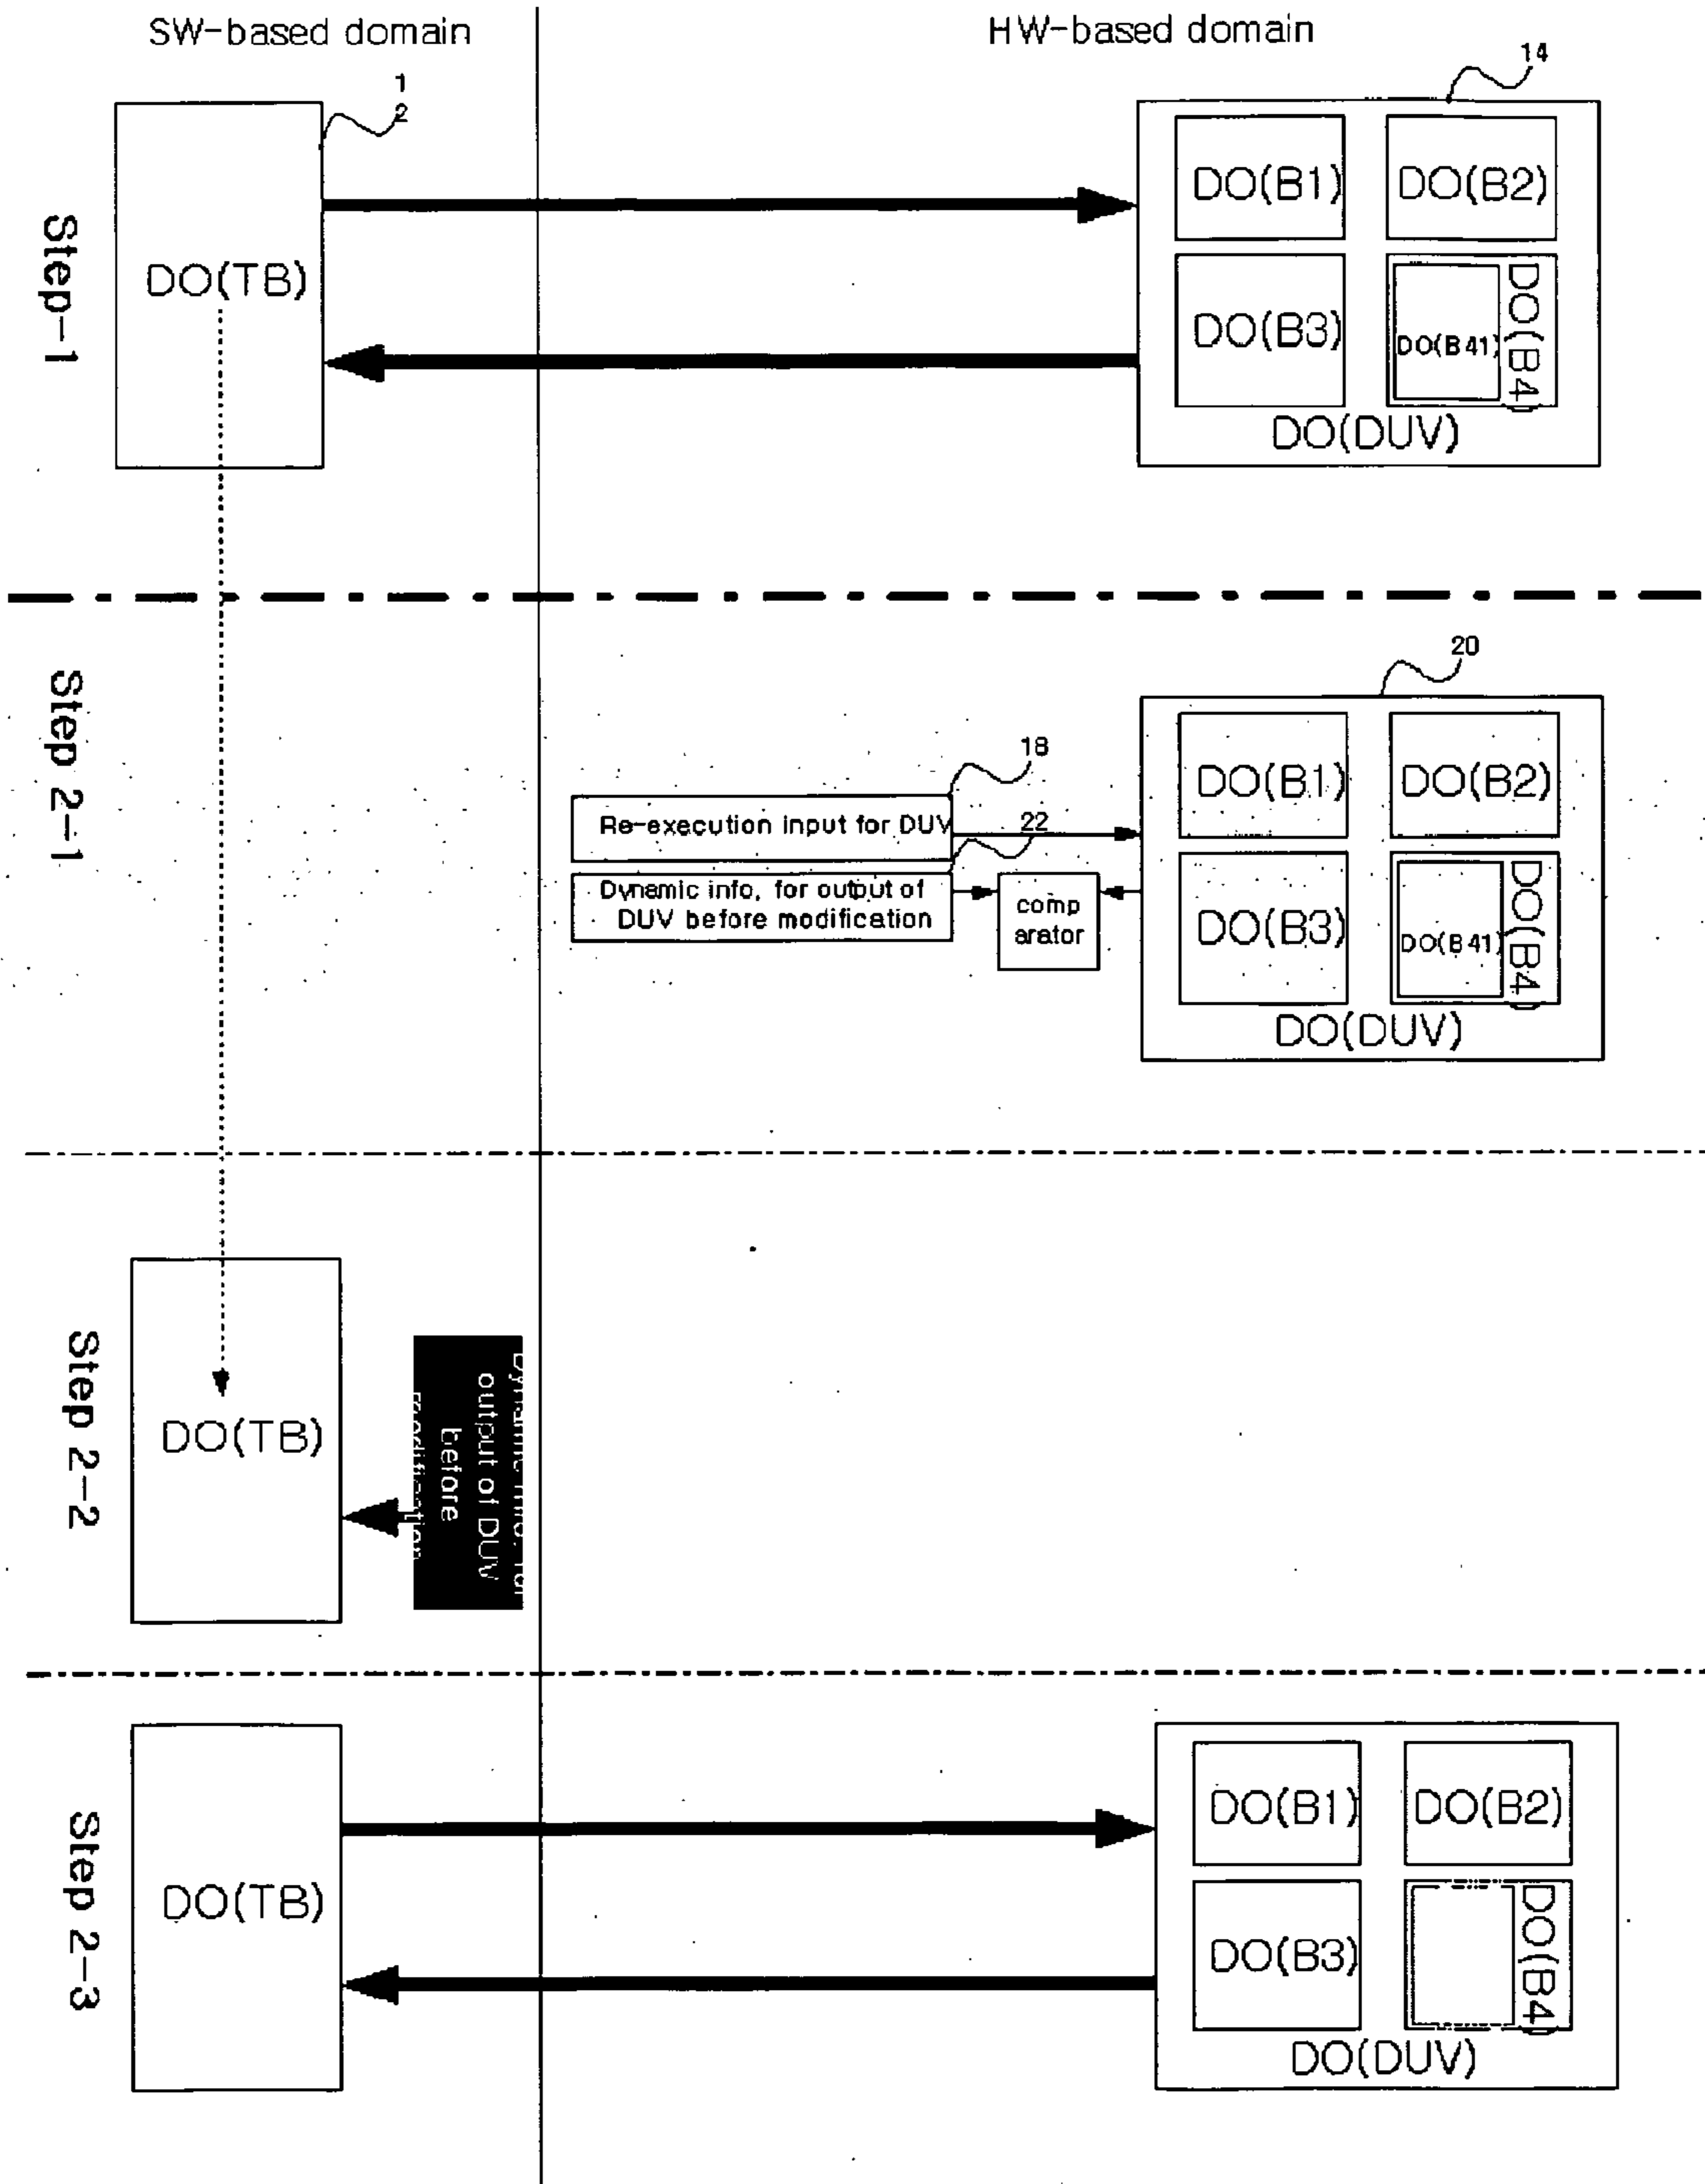 SW-based domain
HW-based domain
Step-1
1
2
DO(TB)
14
DO(B1)
DO(B2)
DO(B3)
DO(B41)
DO(B4)
DO(DUV)
Step 2-1
18
Re-execution input for DUV
22
Dynamic info, for output of
DUV before modification
comp
arator
20
DO(B1)
DO(B2)
DO(B3)
DO(B41)
DO(B4)
DO(DUV)
Step 2-2
DO(TB)
output of DUV
before
Step 2-3
DO(TB)
DO(B1)
DO(B2)
DO(B3)
DO(B4)
DO(DUV)